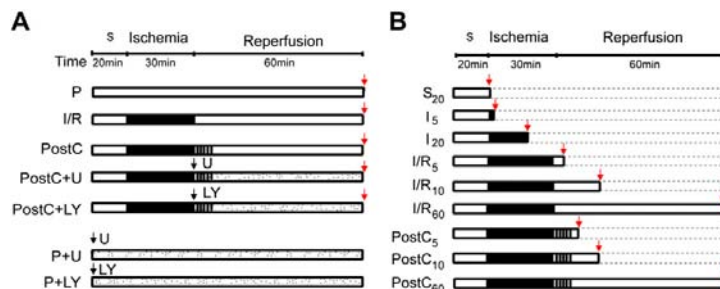 A
S Ischemia Reperfusion
Time 20min 30min 60min
P
I/R
PostC
U
PostC+U
LY
PostC+LY
U
P+U
LY
P+LY
B
S Ischemia Reperfusion
20min 30min 60min
S20
I5
I20
I/R5
I/R10
I/R60
PostC5
PostC10
PostC60